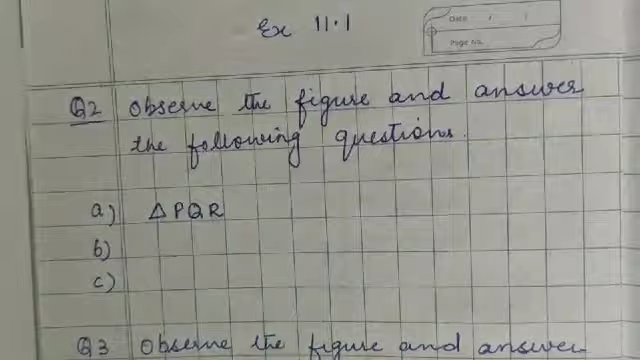 Ex 11.1
Date / /
Page No.
Q2 observe the figure and answer
the following questions.
a) Δ PQR
b)
c)
Q3 observe the figure and answer